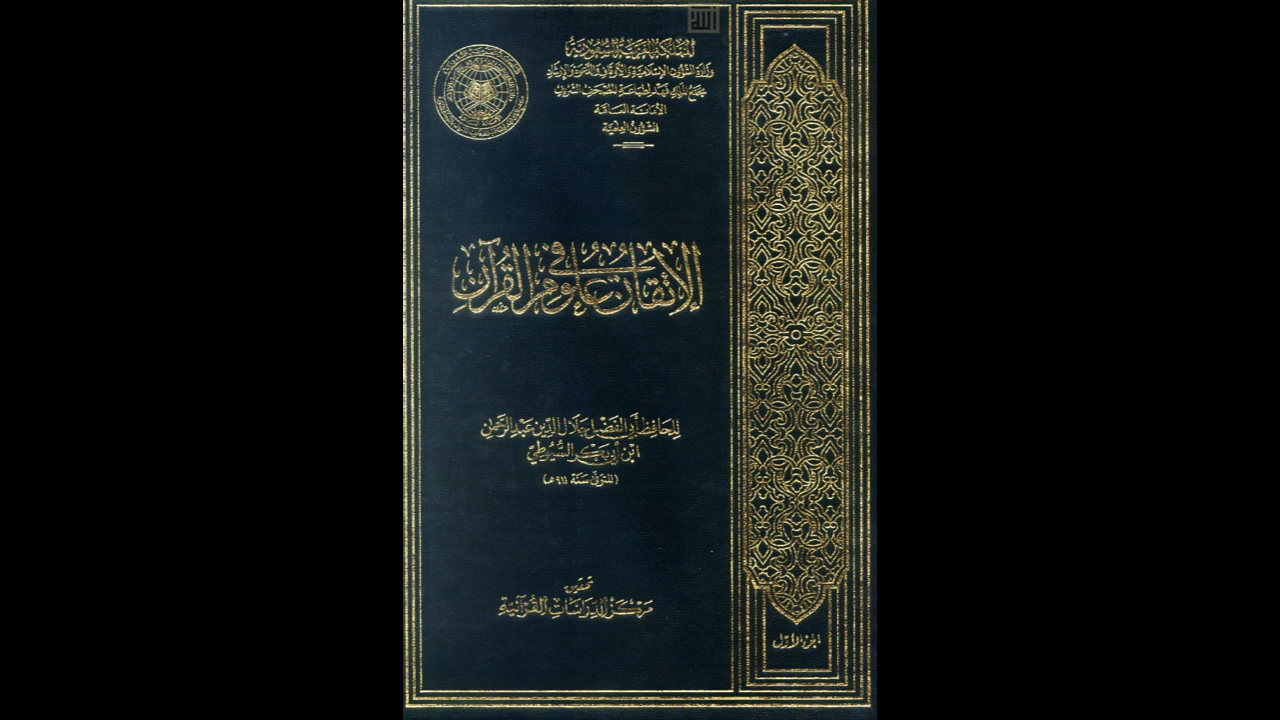 المملكة العربية السعودية
وزارة الشؤون الإسلامية والأوقاف والدعوة والإرشاد
مجمع الملك فهد لطباعة المصحف الشريف
الأمانة العامة
الشؤون العلمية
الإتقان في علوم القرآن
للحافظ أبي الفضل جلال الدين عبد الرحمن
ابن أبي بكر السيوطي
(المتوفى سنة ٩١١هـ)
تحقيق
مركز الدراسات القرآنية
الجزء الأول